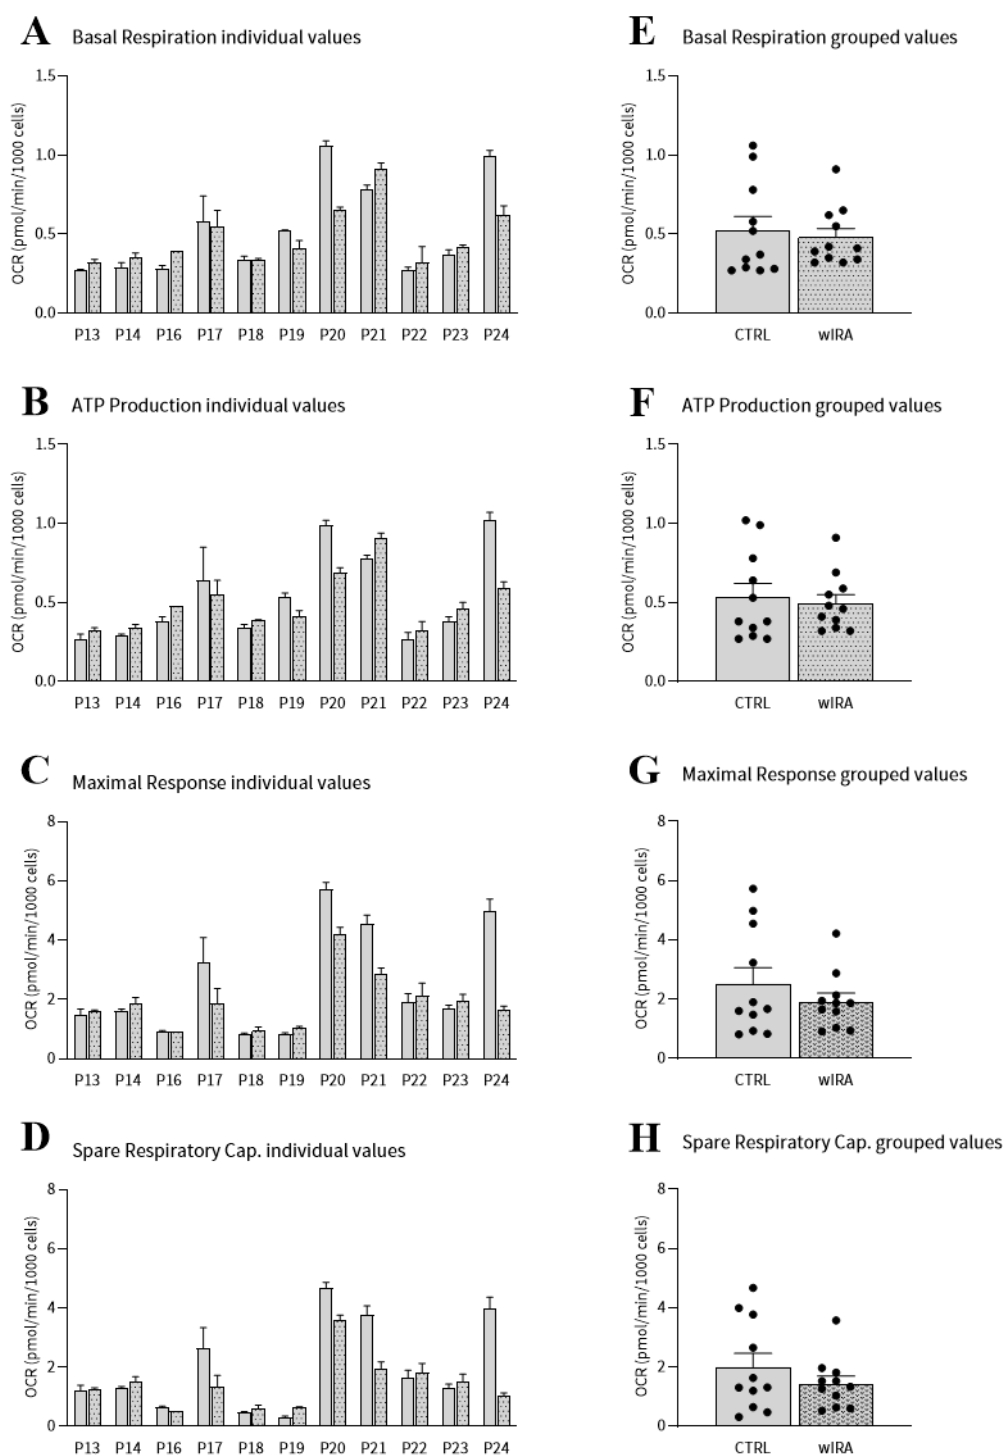 A Basal Respiration individual values
OCR (pmol/min/1000 cells)
1.5
1.0
0.5
0.0
P13 P14 P16 P17 P18 P19 P20 P21 P22 P23 P24
E Basal Respiration grouped values
OCR (pmol/min/1000 cells)
1.5
1.0
0.5
0.0
CTRL wIRA
B ATP Production individual values
OCR (pmol/min/1000 cells)
1.5
1.0
0.5
0.0
P13 P14 P16 P17 P18 P19 P20 P21 P22 P23 P24
F ATP Production grouped values
OCR (pmol/min/1000 cells)
1.5
1.0
0.5
0.0
CTRL wIRA
C Maximal Response individual values
OCR (pmol/min/1000 cells)
8
6
4
2
0
P13 P14 P16 P17 P18 P19 P20 P21 P22 P23 P24
G Maximal Response grouped values
OCR (pmol/min/1000 cells)
8
6
4
2
0
CTRL wIRA
D Spare Respiratory Cap. individual values
OCR (pmol/min/1000 cells)
8
6
4
2
0
P13 P14 P16 P17 P18 P19 P20 P21 P22 P23 P24
H Spare Respiratory Cap. grouped values
OCR (pmol/min/1000 cells)
8
6
4
2
0
CTRL wIRA